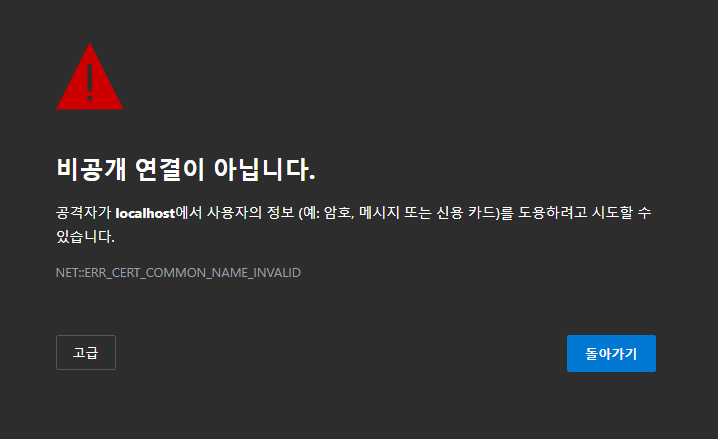 비공개 연결이 아닙니다.
공격자가 localhost에서 사용자의 정보 (예: 암호, 메시지 또는 신용 카드)를 도용하려고 시도할 수
있습니다.
NET::ERR_CERT_COMMON_NAME_INVALID
고급
돌아가기